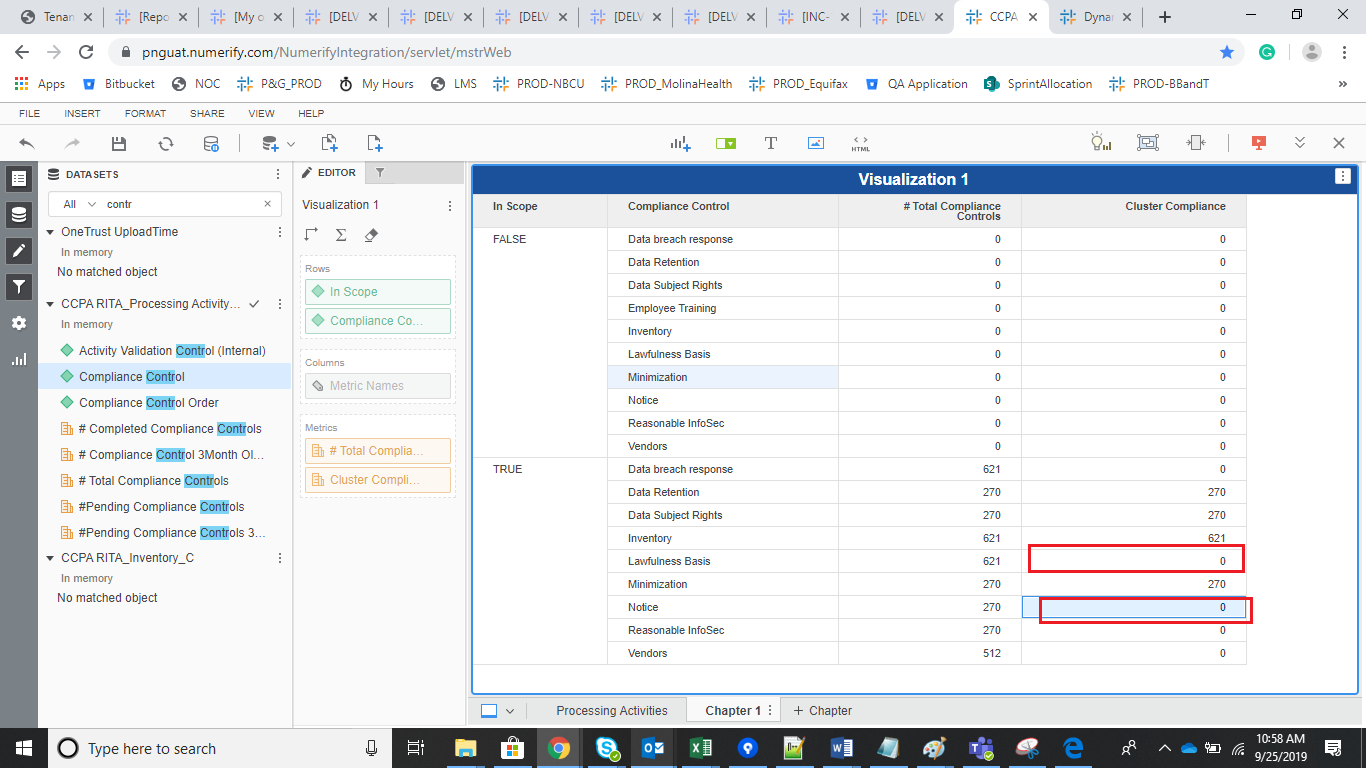 Tenan
[Repo
[My o
[DELV
[DELV
[DELV
[DELV
[DELV
[INC-
[DELV
CCPA
Dynar
pnguat.numerify.com/NumerifyIntegration/servlet/mstrWeb
Apps Bitbucket NOC P&G_PROD My Hours LMS PROD-NBCU PROD_MolinaHealth PROD_Equifax QA Application SprintAllocation PROD-BBandT »
FILE INSERT FORMAT SHARE VIEW HELP
HTML
DATASETS
All contr
OneTrust UploadTime
In memory
No matched object
CCPA RITA_Processing Activity...
In memory
Activity Validation Control (Internal)
Compliance Control
Compliance Control Order
# Completed Compliance Controls
# Compliance Control 3Month Ol...
# Total Compliance Controls
#Pending Compliance Controls
#Pending Compliance Controls 3...
CCPA RITA_Inventory_C
In memory
No matched object
EDITOR
Visualization 1
Rows
In Scope
Compliance Co...
Columns
Metric Names
Metrics
# Total Complia...
Cluster Compli...
Visualization 1
In Scope Compliance Control # Total Compliance Controls Cluster Compliance
FALSE Data breach response 0 0
Data Retention 0 0
Data Subject Rights 0 0
Employee Training 0 0
Inventory 0 0
Lawfulness Basis 0 0
Minimization 0 0
Notice 0 0
Reasonable InfoSec 0 0
Vendors 0 0
TRUE Data breach response 621 0
Data Retention 270 270
Data Subject Rights 270 270
Inventory 621 621
Lawfulness Basis 621 0
Minimization 270 270
Notice 270 0
Reasonable InfoSec 270 0
Vendors 512 0
Processing Activities Chapter 1 + Chapter
Type here to search
10:58 AM
9/25/2019